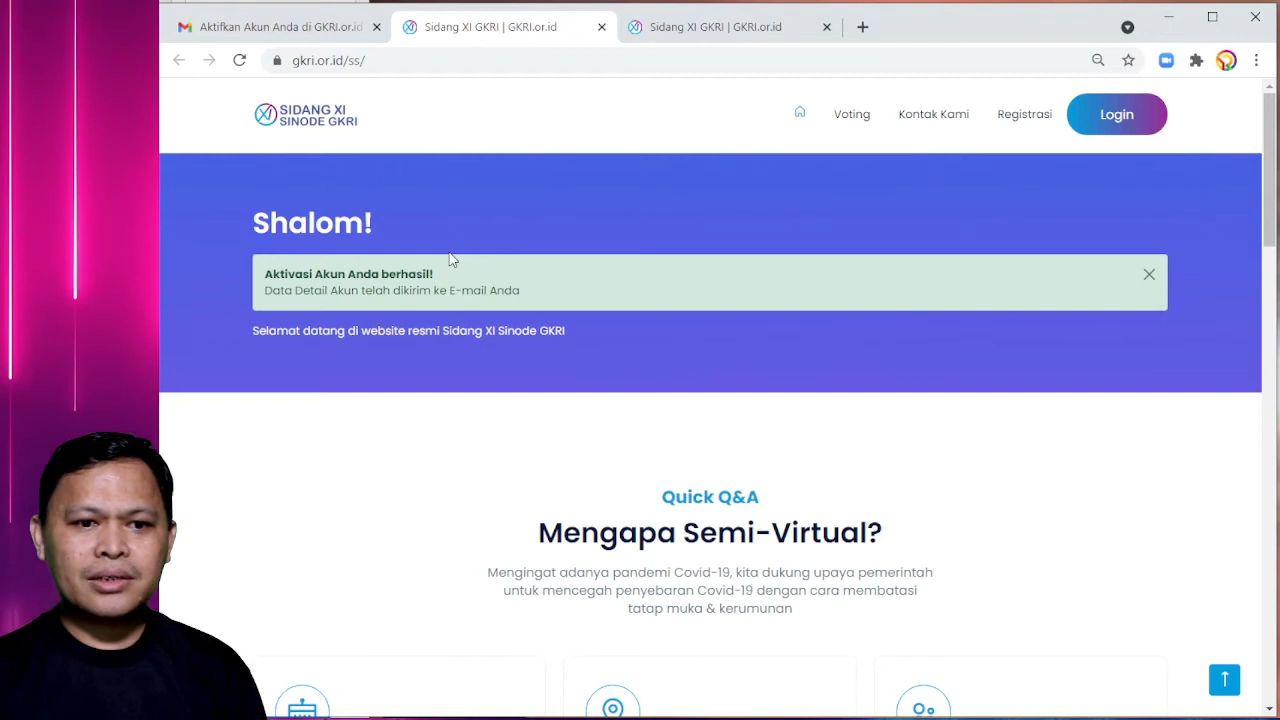 Aktifkan Akun Anda di GKRI.or.id
Sidang XI GKRI | GKRI.or.id
Sidang XI GKRI | GKRI.or.id
gkri.or.id/ss/
SIDANG XI
SINODE GKRI
Voting
Kontak Kami
Registrasi
Login
Shalom!
Aktivasi Akun Anda berhasil!
Data Detail Akun telah dikirim ke E-mail Anda
Selamat datang di website resmi Sidang XI Sinode GKRI
Quick Q&A
Mengapa Semi-Virtual?
Mengingat adanya pandemi Covid-19, kita dukung upaya pemerintah
untuk mencegah penyebaran Covid-19 dengan cara membatasi
tatap muka & kerumunan